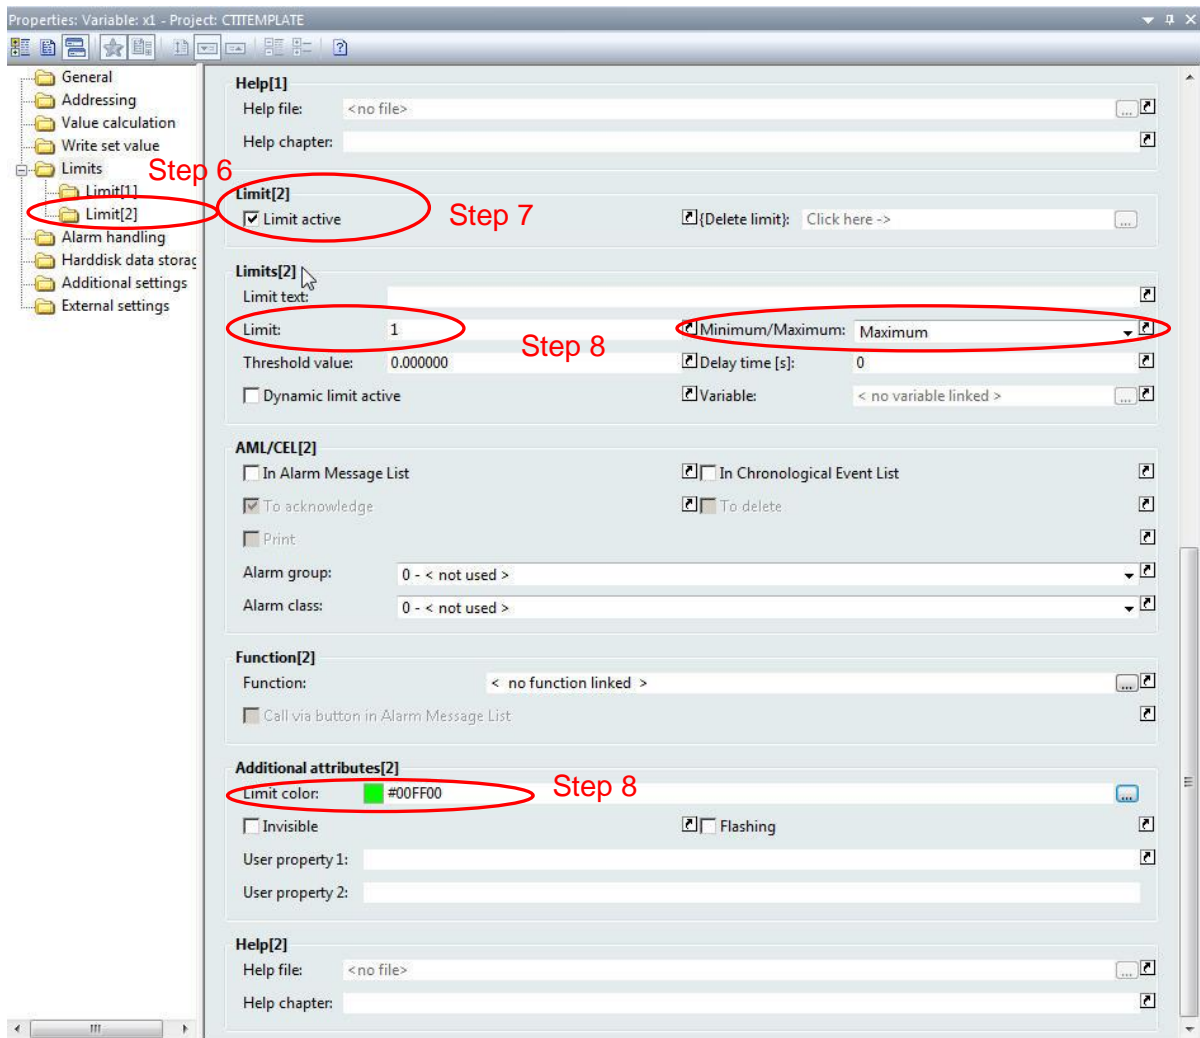 Properties: Variable: x1 - Project: CTITEMPLATE
General
Addressing
Value calculation
Write set value
Limits
Limit[1]
Limit[2]
Alarm handling
Harddisk data storag
Additional settings
External settings
Step 6
Help[1]
Help file: <no file> ...
Help chapter:
Limit[2]
Limit active {Delete limit}: Click here -> ...
Step 7
Limits[2]
Limit text:
Limit: 1 Minimum/Maximum: Maximum
Step 8
Threshold value: 0.000000 Delay time [s]: 0
Dynamic limit active Variable: < no variable linked > ...
AML/CEL[2]
In Alarm Message List In Chronological Event List
To acknowledge To delete
Print
Alarm group: 0 - < not used >
Alarm class: 0 - < not used >
Function[2]
Function: < no function linked > ...
Call via button in Alarm Message List
Additional attributes[2]
Limit color: #00FF00 ...
Step 8
Invisible Flashing
User property 1:
User property 2:
Help[2]
Help file: <no file> ...
Help chapter: